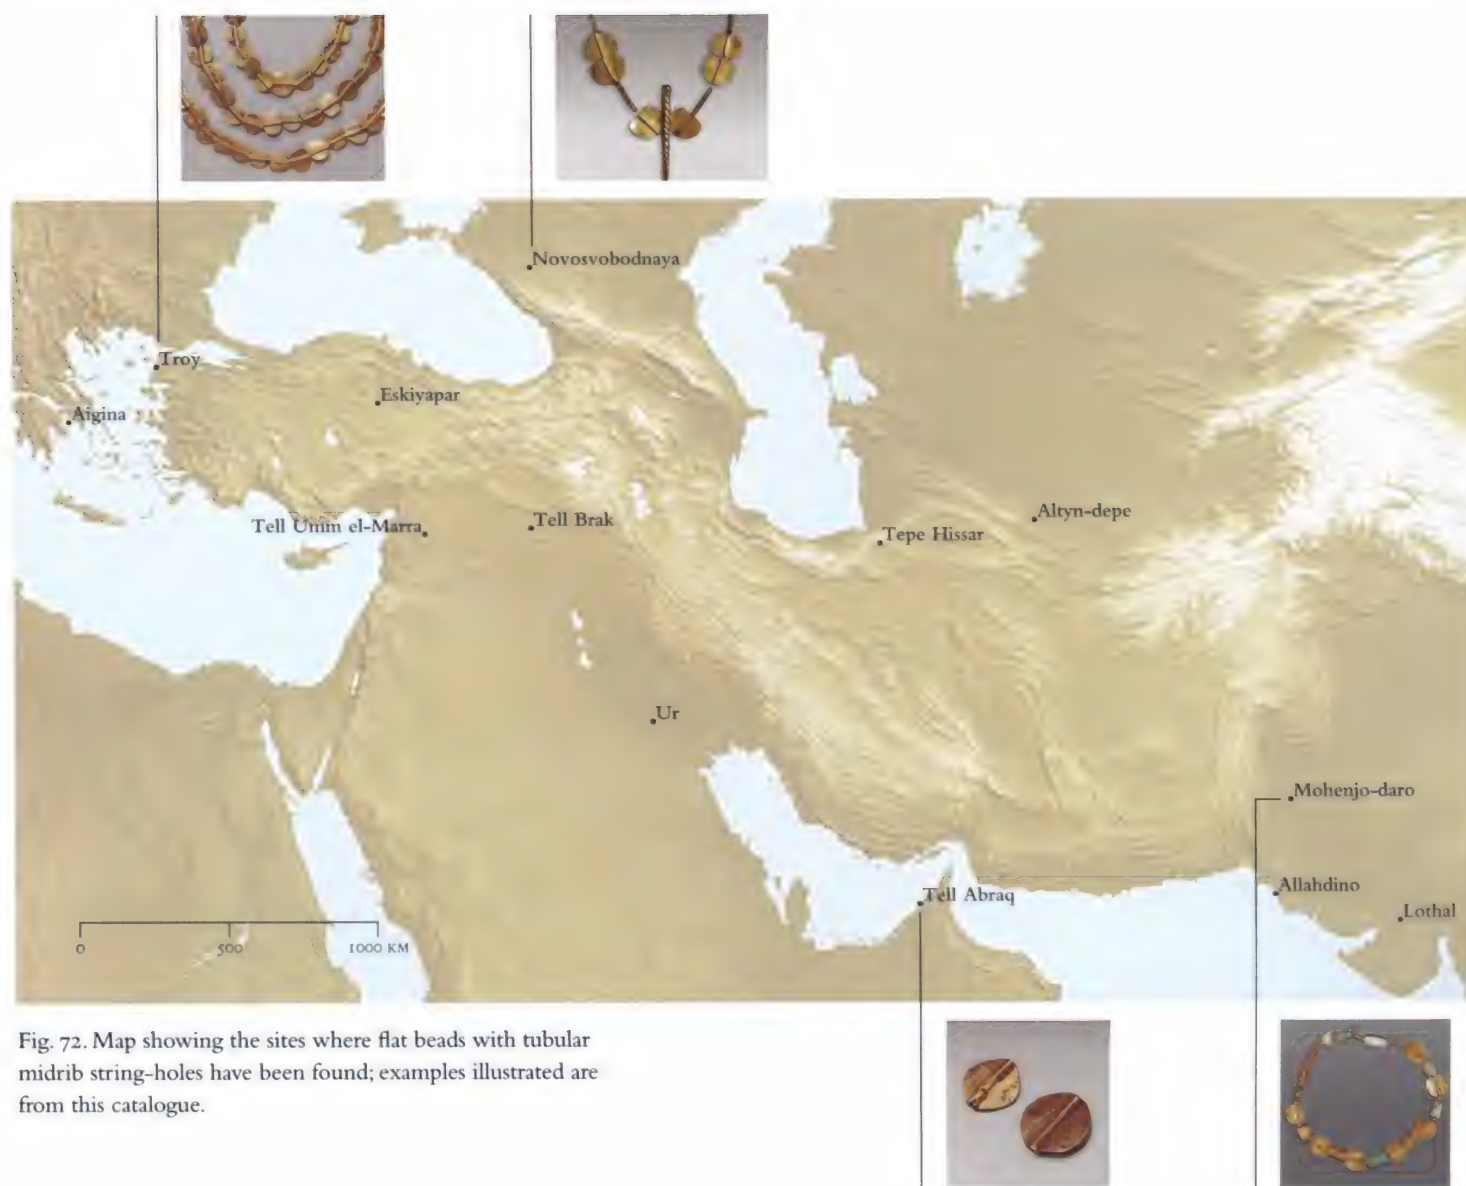 Novosvobodnaya
Troy
Eskiyapar
Aigina
Altyn-depe
Tell Umm el-Marra
Tell Brak
Tepe Hissar
Ur
Mohenjo-daro
Allahdino
Tell Abraq
Lothal
0 500 1000 KM
Fig. 72. Map showing the sites where flat beads with tubular
midrib string-holes have been found; examples illustrated are
from this catalogue.